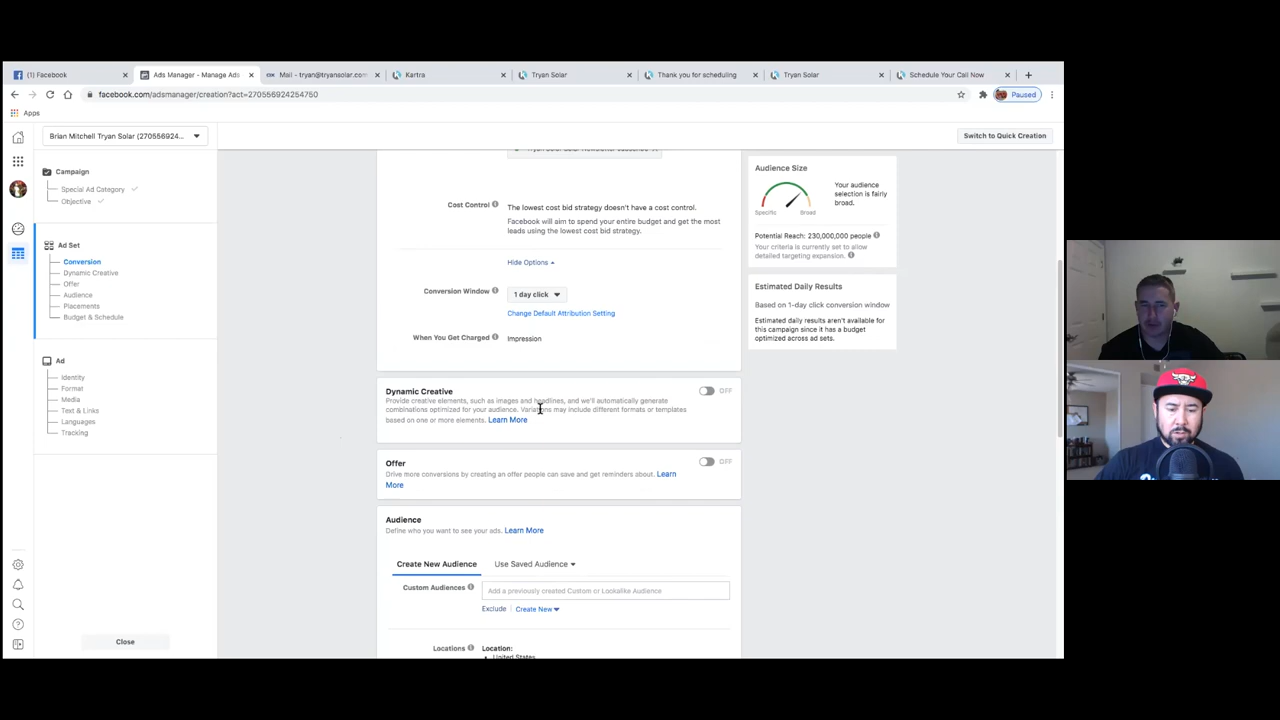 (1) Facebook
Ads Manager - Manage Ads
Mail - tryan@tryansolar.com
Kartra
Tryan Solar
Thank you for scheduling
Tryan Solar
Schedule Your Call Now
facebook.com/adsmanager/creation?act=270556924254750
Paused
Apps
Brian Mitchell Tryan Solar (270556924...
Switch to Quick Creation
Campaign
Special Ad Category
Objective
Ad Set
Conversion
Dynamic Creative
Offer
Audience
Placements
Budget & Schedule
Ad
Identity
Format
Media
Text & Links
Languages
Tracking
Close
Cost Control
The lowest cost bid strategy doesn't have a cost control.
Facebook will aim to spend your entire budget and get the most
leads using the lowest cost bid strategy.
Hide Options
Conversion Window
1 day click
Change Default Attribution Setting
When You Get Charged
Impression
Dynamic Creative
OFF
Provide creative elements, such as images and headlines, and we'll automatically generate
combinations optimized for your audience. Variations may include different formats or templates
based on one or more elements. Learn More
Offer
OFF
Drive more conversions by creating an offer people can save and get reminders about. Learn
More
Audience
Define who you want to see your ads. Learn More
Create New Audience
Use Saved Audience
Custom Audiences
Add a previously created Custom or Lookalike Audience
Exclude
Create New
Locations
Location:
United States
Audience Size
Your audience
selection is fairly
broad.
Specific
Broad
Potential Reach: 230,000,000 people
Your criteria is currently set to allow
detailed targeting expansion.
Estimated Daily Results
Based on 1-day click conversion window
Estimated daily results aren't available for
this campaign since it has a budget
optimized across ad sets.